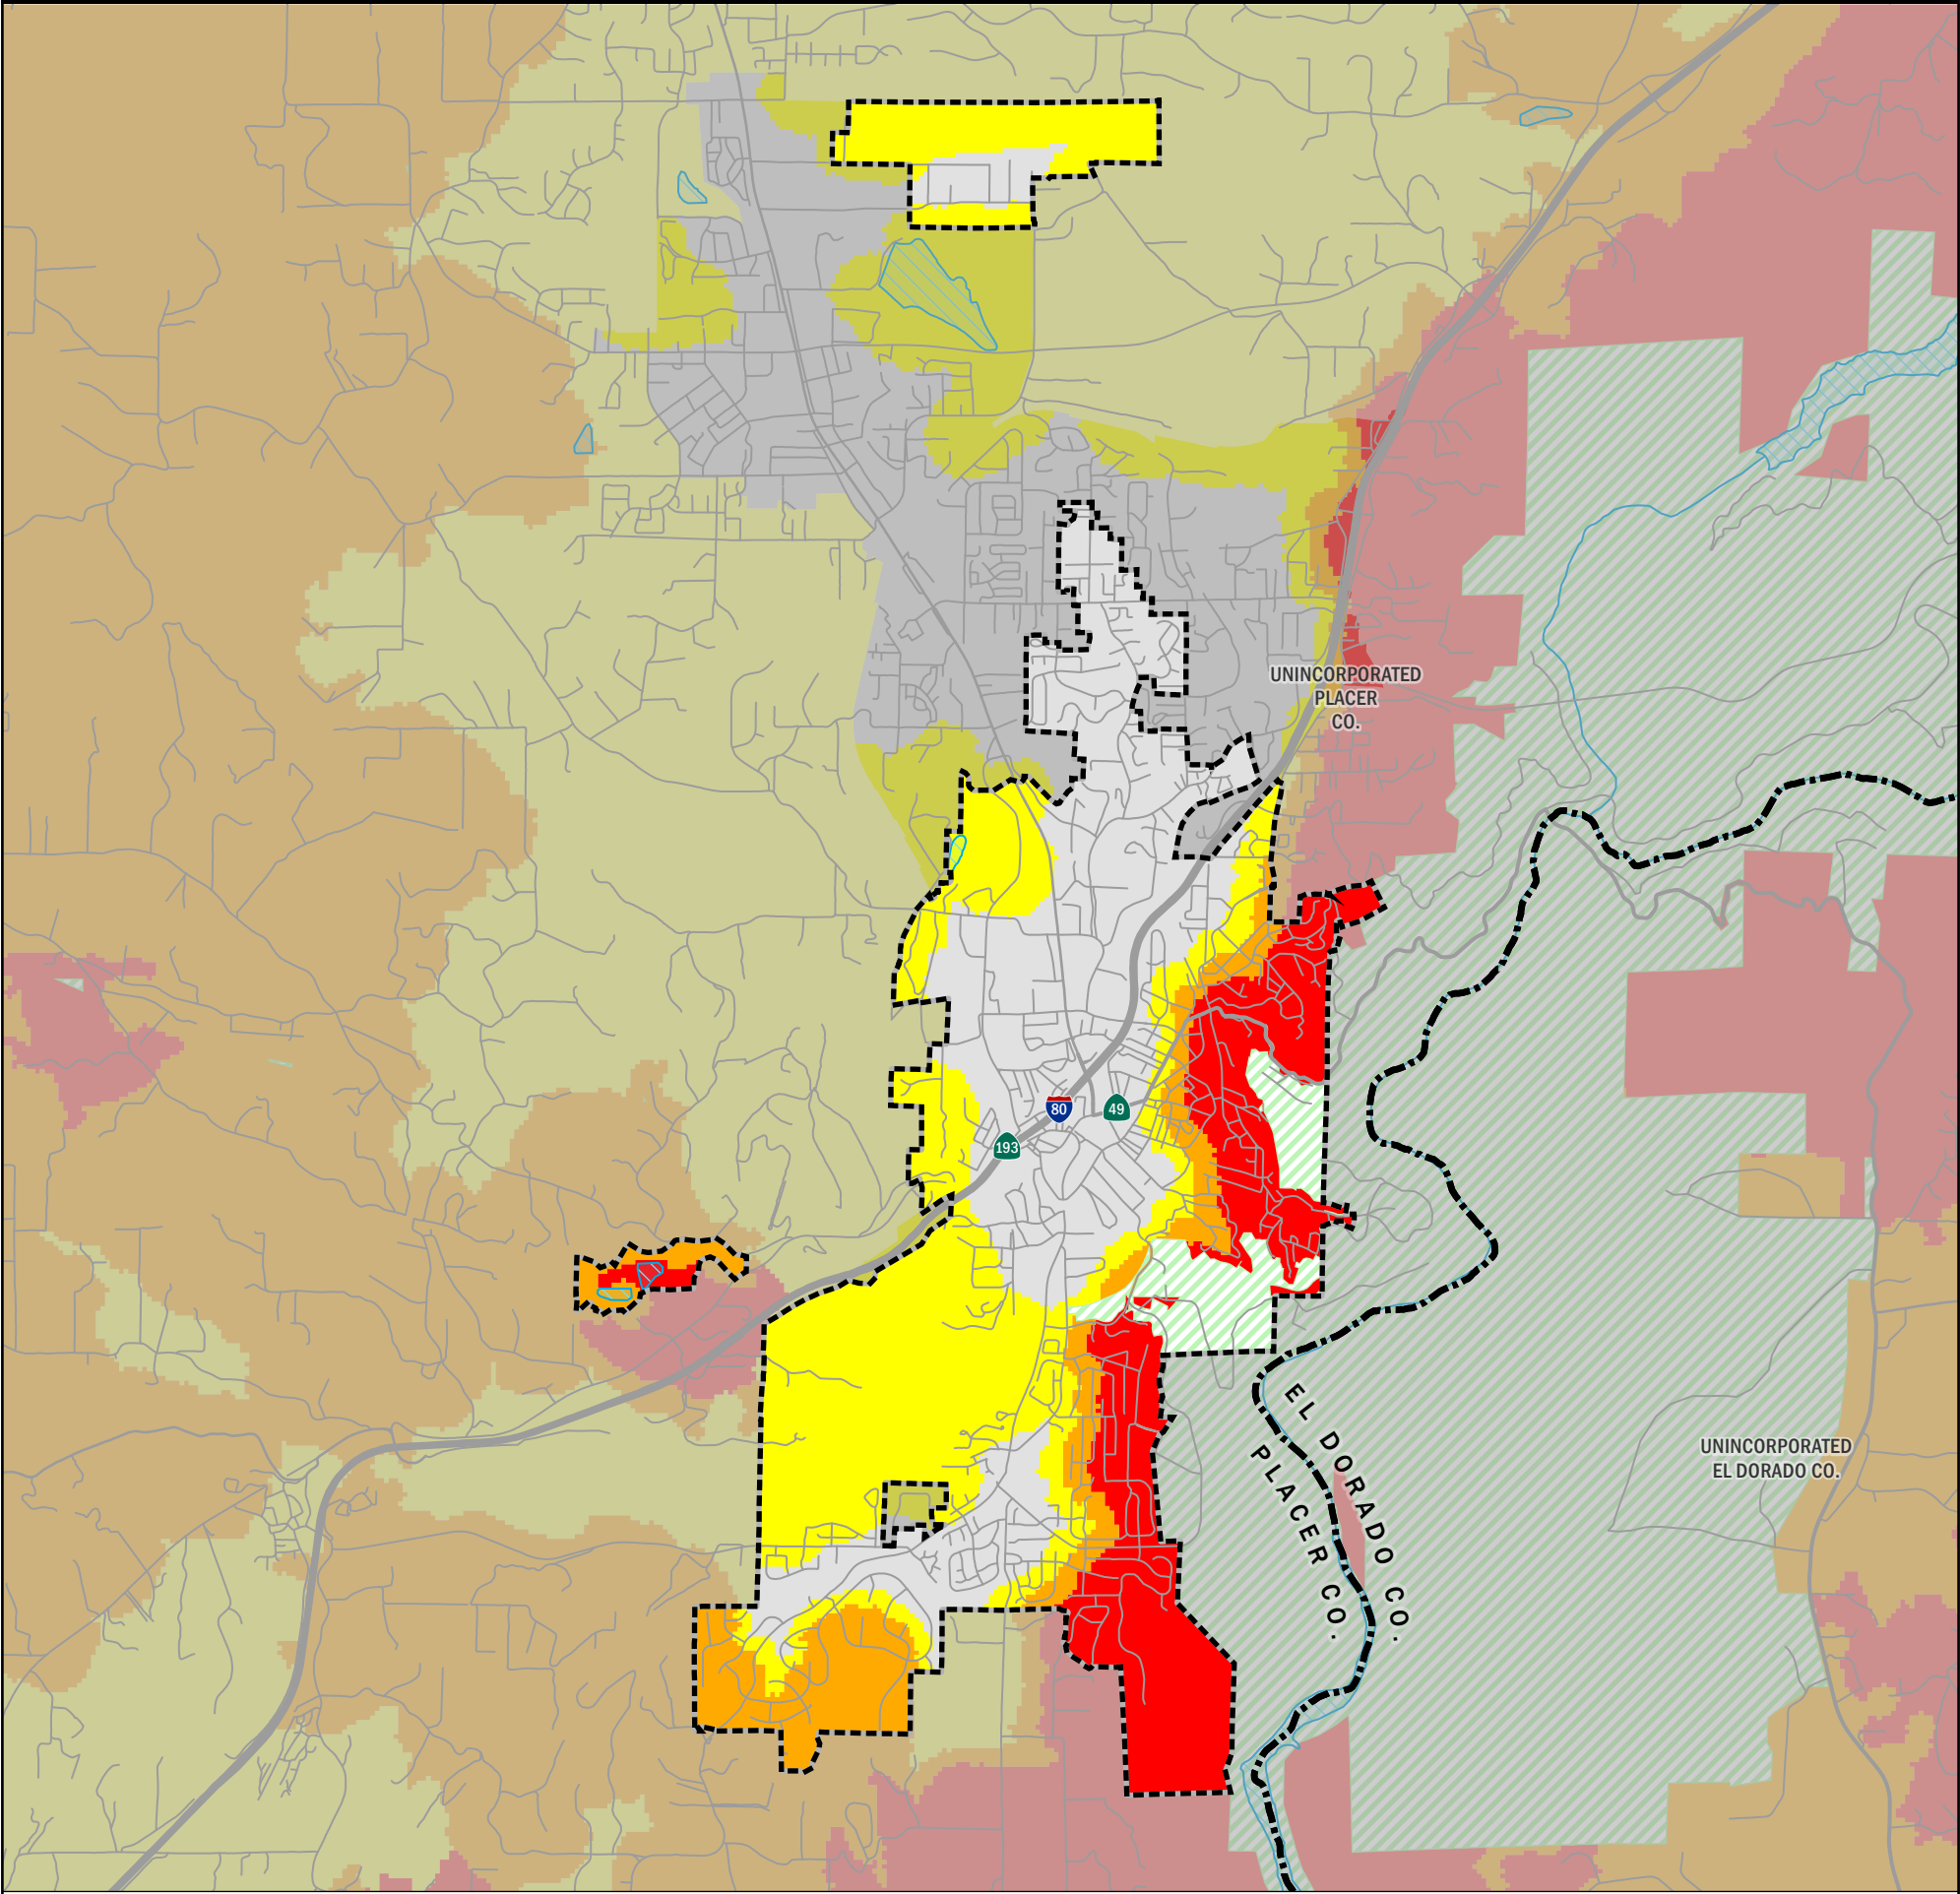 UNINCORPORATED
PLACER
CO.
80
49
193
EL DORADO CO.
PLACER CO.
UNINCORPORATED
EL DORADO CO.